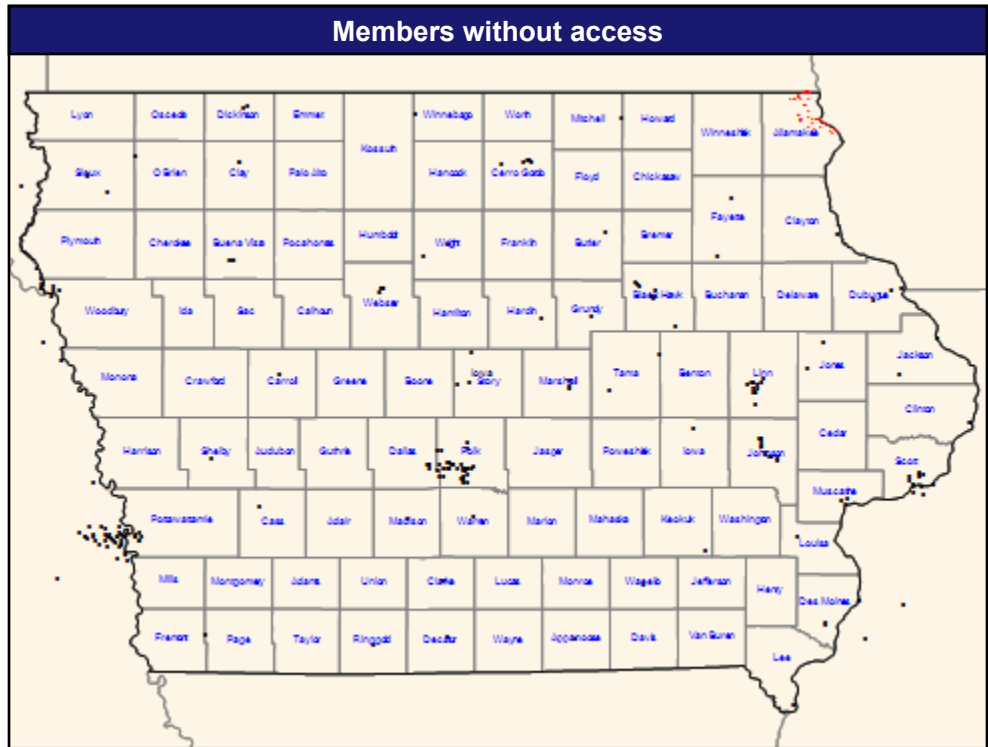 Members without access
Lyon Osceola Dickinson Emmer Winnebago Worth Mitchell Howard
Winneshiek Allamakee
Kossuth
Sioux O'Brien Clay Palo Alto Hancock Cerro Gordo Floyd Chickasaw
Fayette Clayton
Plymouth Cherokee Buena Vista Pocahontas Humboldt Wright Franklin Butler Bremer
Woodbury Ida Sac Calhoun Webster Hamilton Hardin Grundy Black Hawk Buchanan Delaware Dubuque
Iowa
Monona Crawford Carroll Greene Boone Story Marshall Tama Benton Linn Jones Jackson
Clinton
Harrison Shelby Audubon Guthrie Dallas Polk Jasper Poweshiek Iowa Johnson Cedar
Scott
Muscatine
Pottawattamie Cass Adair Madison Warren Marion Mahaska Keokuk Washington
Louisa
Mills Montgomery Adams Union Clarke Lucas Monroe Wapello Jefferson Henry
Des Moines
Fremont Page Taylor Ringgold Decatur Wayne Appanoose Davis Van Buren
Lee